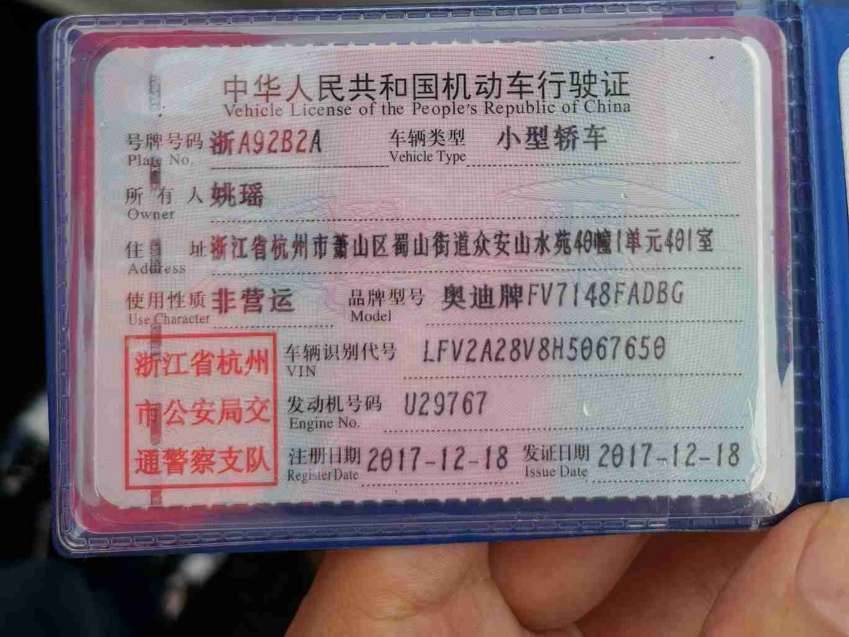 中华人民共和国机动车行驶证
Vehicle License of the People's Republic of China
号牌号码 浙A92B2A 车辆类型 小型轿车
Plate No. Vehicle Type
所有人 姚瑶
Owner
住址 浙江省杭州市萧山区蜀山街道众安山水苑40幢1单元401室
Address
使用性质 非营运 品牌型号 奥迪牌FV7148FADBG
Use Character Model
浙江省杭州
市公安局交
通警察支队
车辆识别代号 LFV2A28V8H5067650
VIN
发动机号码 U29767
Engine No.
注册日期 2017-12-18 发证日期 2017-12-18
Register Date Issue Date